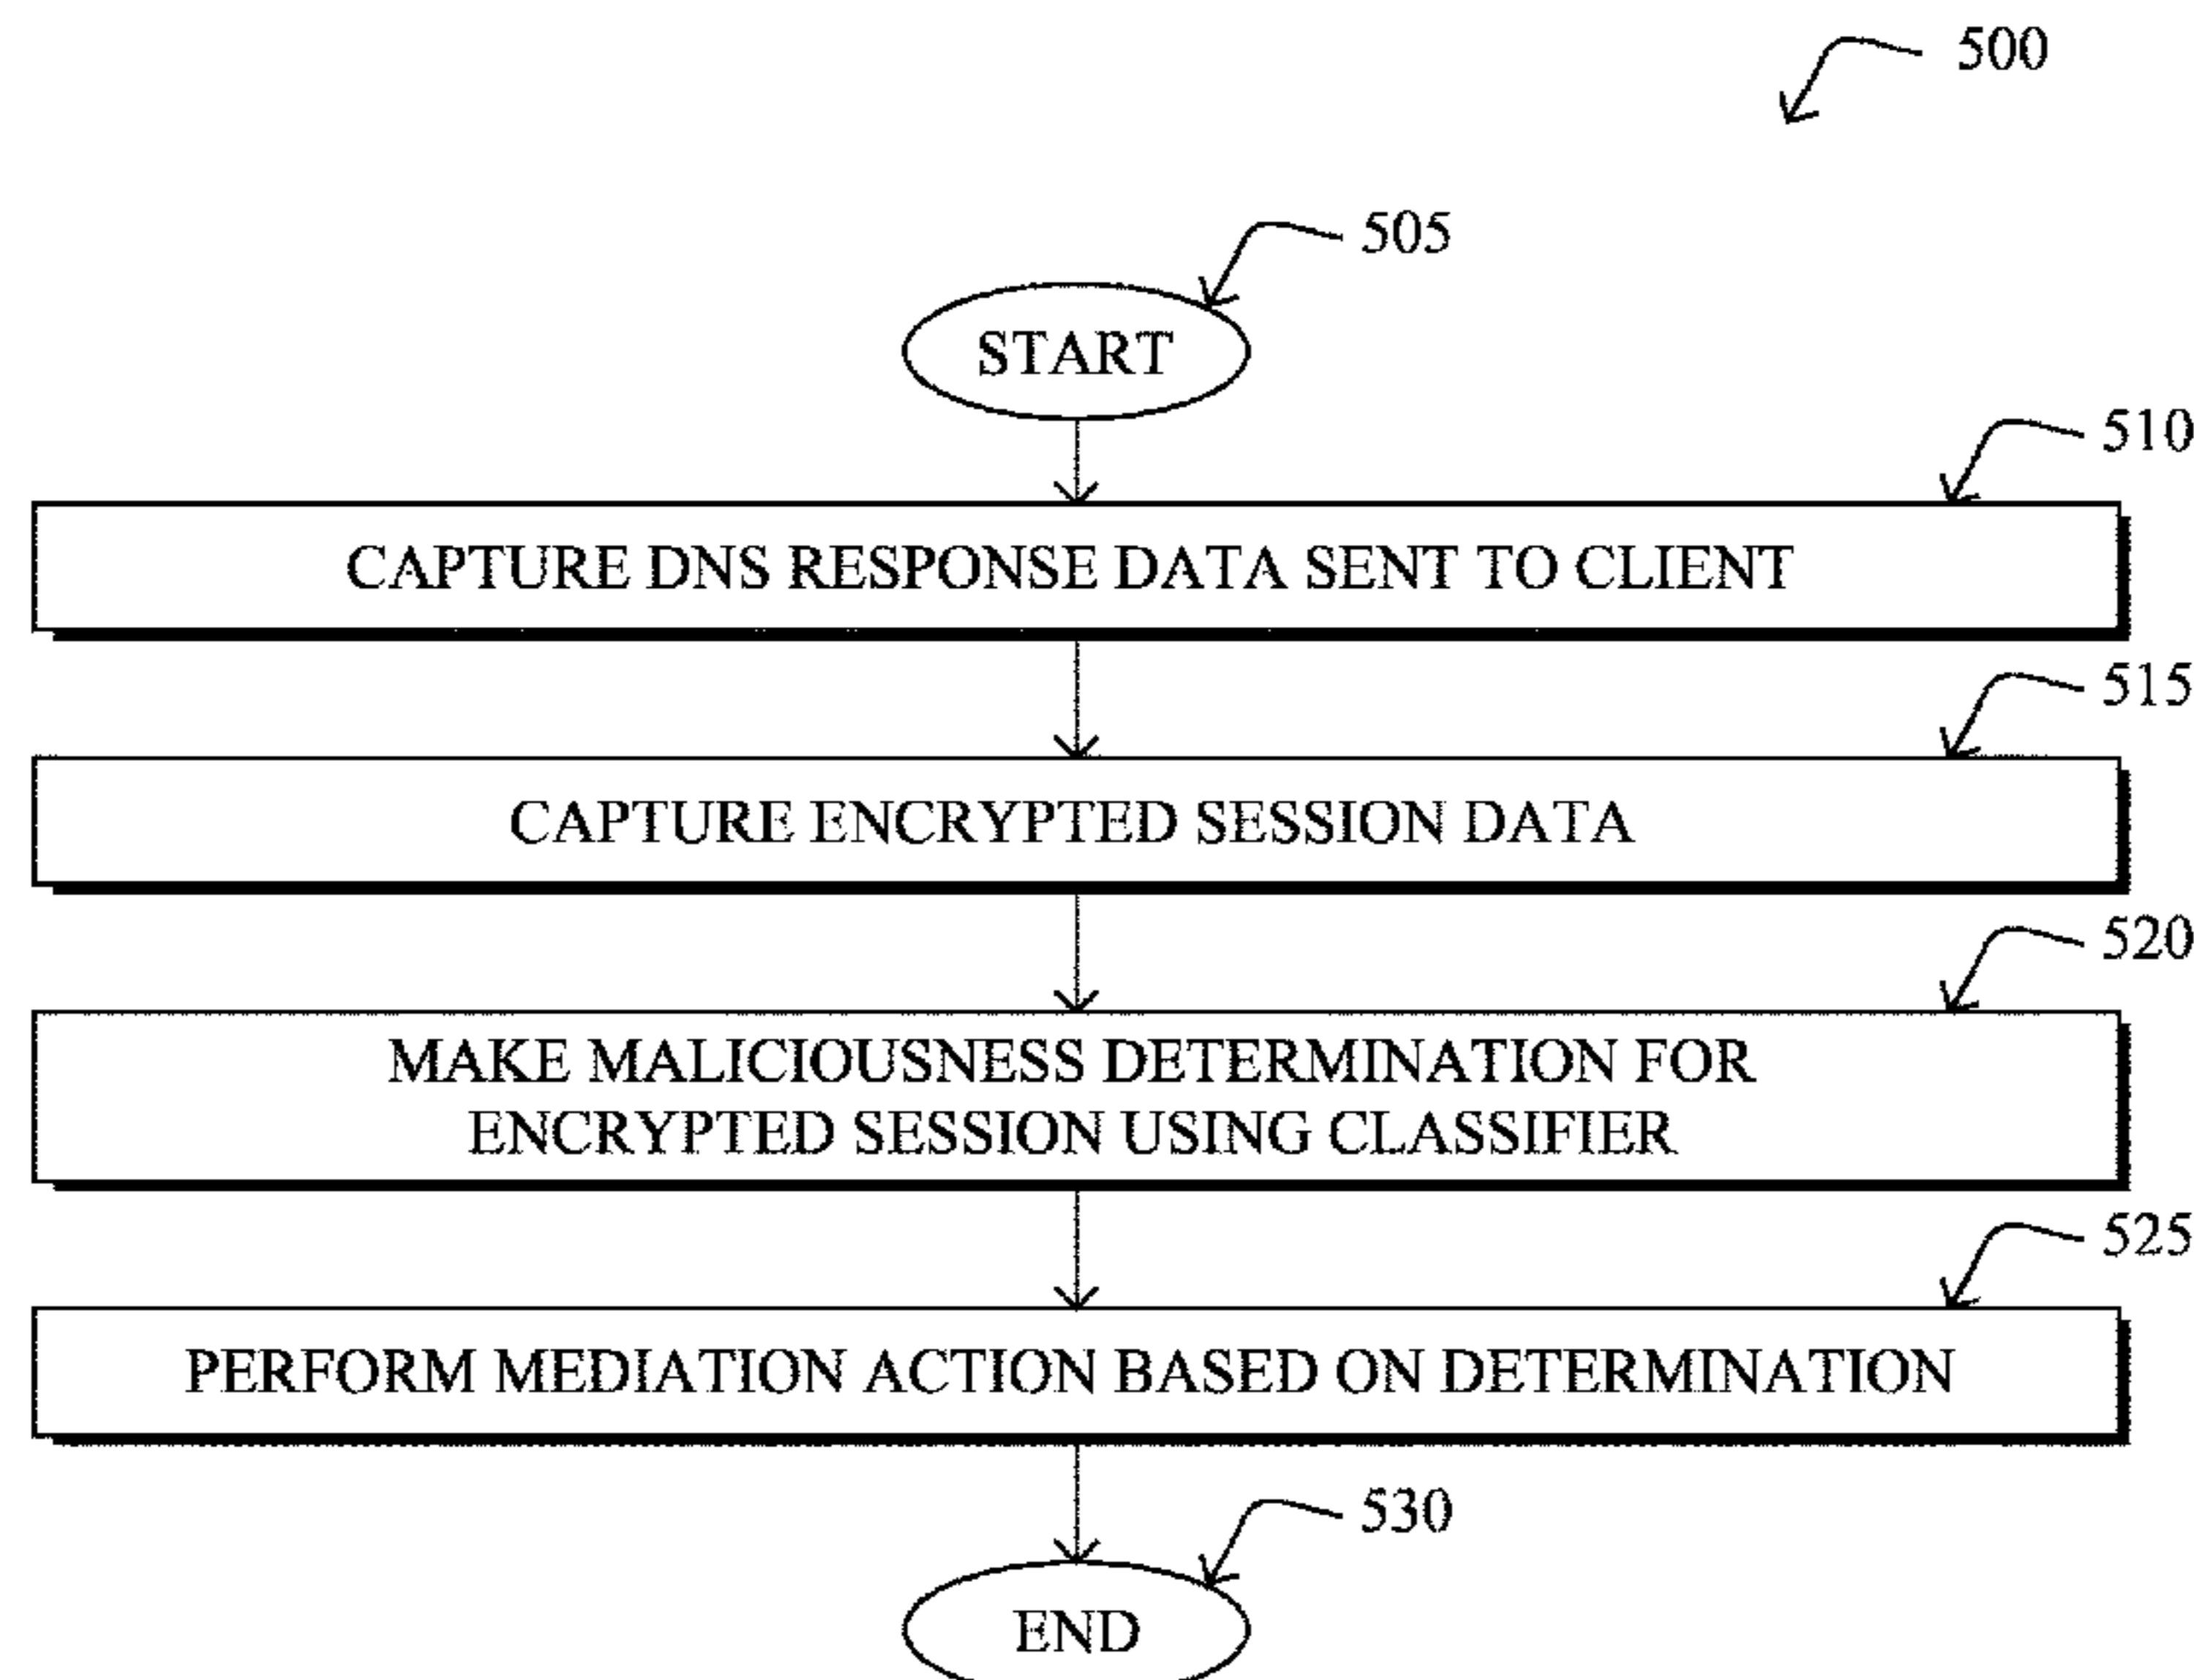 500
505
START
510
CAPTURE DNS RESPONSE DATA SENT TO CLIENT
515
CAPTURE ENCRYPTED SESSION DATA
520
MAKE MALICIOUSNESS DETERMINATION FOR
ENCRYPTED SESSION USING CLASSIFIER
525
PERFORM MEDIATION ACTION BASED ON DETERMINATION
530
END